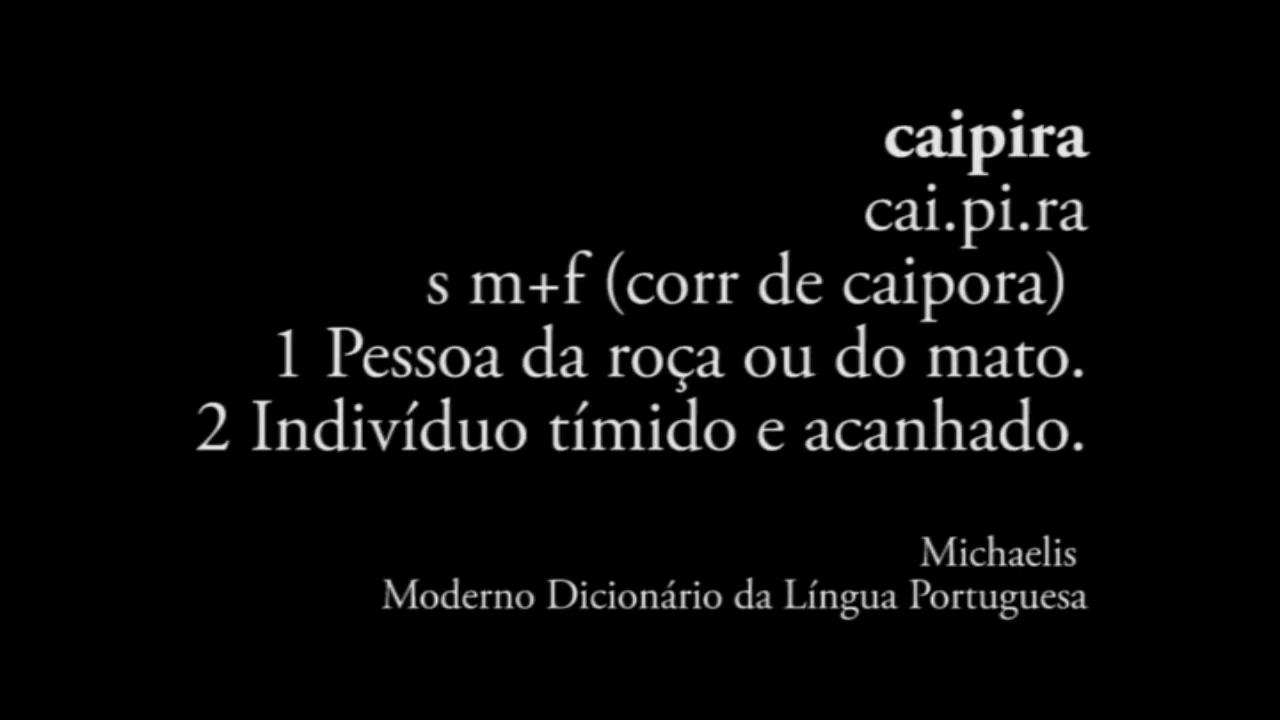 caipira
cai.pi.ra
s m+f (corr de caipora)
1 Pessoa da roça ou do mato.
2 Indivíduo tímido e acanhado.
Michaelis
Moderno Dicionário da Língua Portuguesa